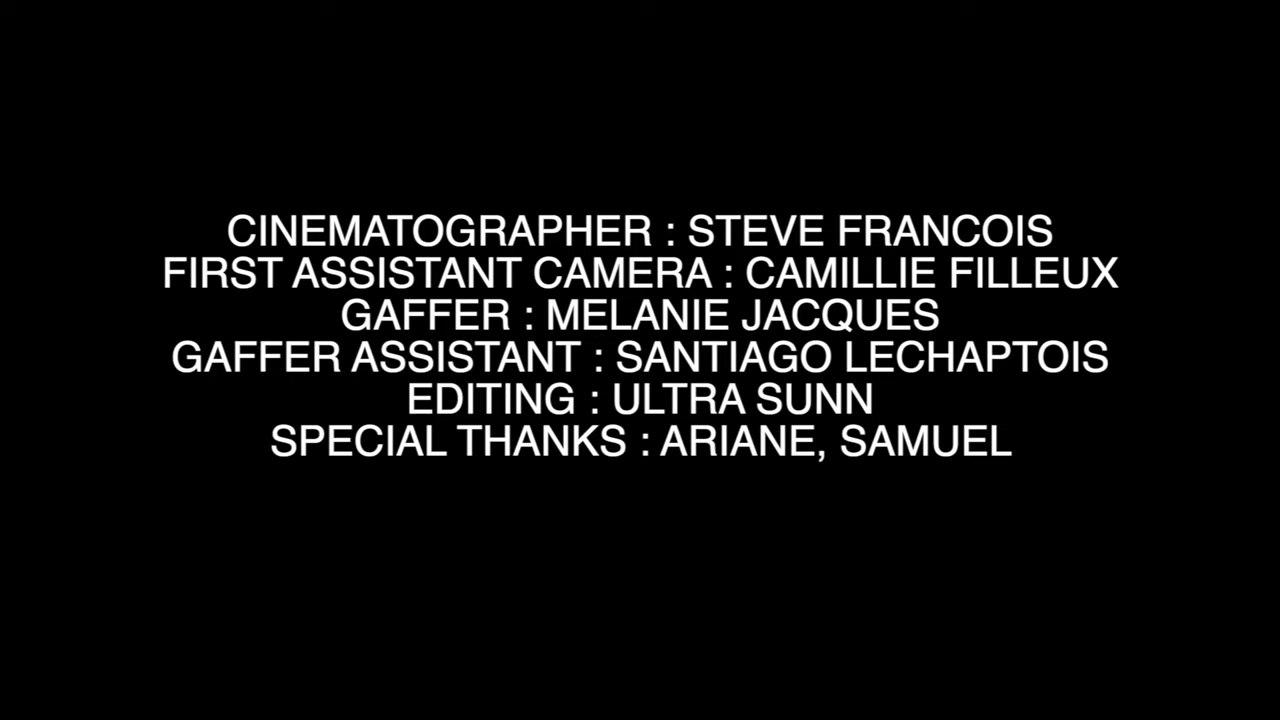 CINEMATOGRAPHER : STEVE FRANCOIS
FIRST ASSISTANT CAMERA : CAMILLIE FILLEUX
GAFFER : MELANIE JACQUES
GAFFER ASSISTANT : SANTIAGO LECHAPTOIS
EDITING : ULTRA SUNN
SPECIAL THANKS : ARIANE, SAMUEL